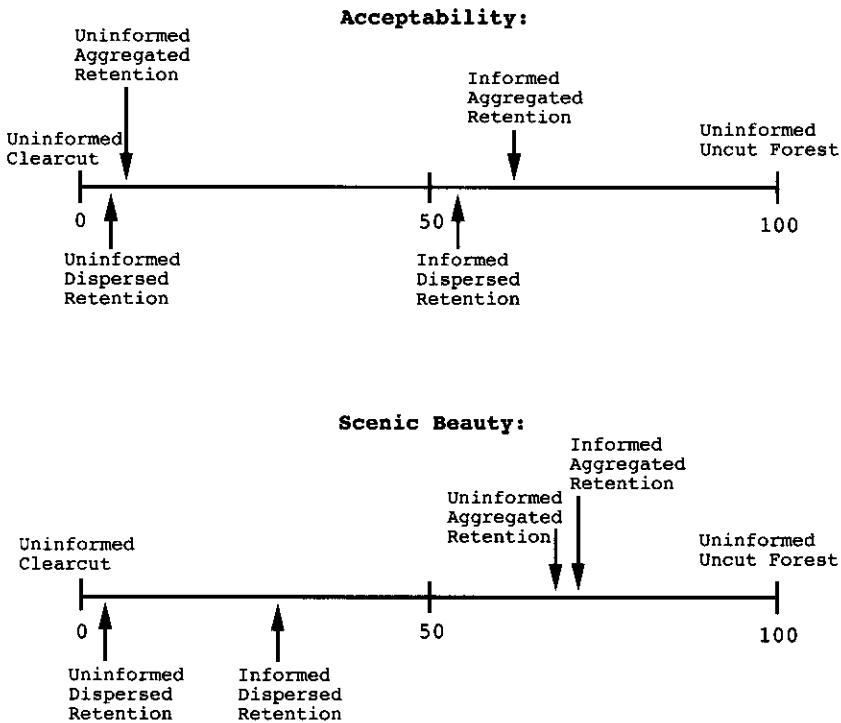 Acceptability:
Uninformed
Aggregated
Retention
Informed
Aggregated
Retention
Uninformed
Clearcut
Uninformed
Uncut Forest
0
50
100
Uninformed
Dispersed
Retention
Informed
Dispersed
Retention
Scenic Beauty:
Informed
Aggregated
Retention
Uninformed
Aggregated
Retention
Uninformed
Clearcut
Uninformed
Uncut Forest
0
50
100
Uninformed
Dispersed
Retention
Informed
Dispersed
Retention